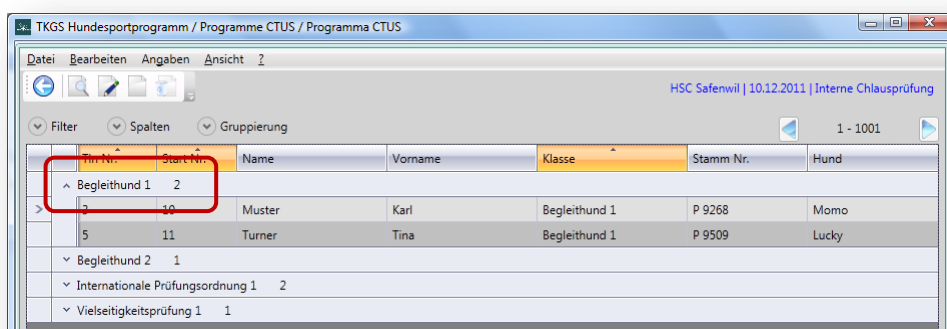 TKGS Hundesportprogramm / Programme CTUS / Programma CTUS
Datei Bearbeiten Angaben Ansicht ?
HSC Safenwil | 10.12.2011 | Interne Chlausprüfung
Filter Spalten Gruppierung 1 - 1001
Tln Nr. Start Nr. Name Vorname Klasse Stamm Nr. Hund
Begleithund 1 2
10 Muster Karl Begleithund 1 P 9268 Momo
5 11 Turner Tina Begleithund 1 P 9509 Lucky
Begleithund 2 1
Internationale Prüfungsordnung 1 2
Vielseitigkeitsprüfung 1 1